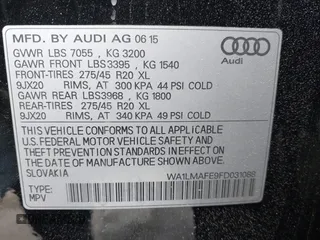 MFD. BY AUDI AG 06 15
GVWR LBS 7055 , KG 3200
GAWR FRONT LBS3395 , KG 1540
FRONT-TIRES 275/45 R20 XL
9JX20 RIMS, AT 300 KPA 44 PSI COLD
GAWR REAR LBS3968 , KG 1800
REAR-TIRES 275/45 R20 XL
9JX20 RIMS, AT 340 KPA 49 PSI COLD
Audi
THIS VEHICLE CONFORMS TO ALL APPLICABLE
U.S. FEDERAL MOTOR VEHICLE SAFETY
STANDARDS AND THEFT PREVENTION
STANDARD IN EFFECT ON THE DATE OF
MANUFACTURE SHOWN ABOVE.
SLOVAKIA
WA1LMAFE9FD031088
TYPE:
MPV